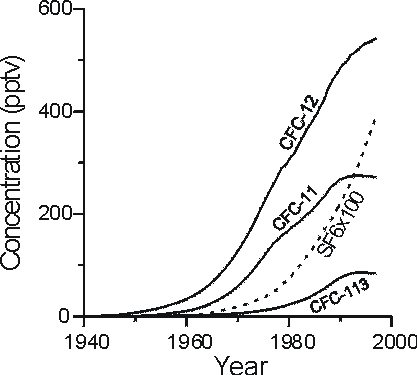 600
400
200
0
Concentration (pptv)
CFC-12
CFC-11
SF6x100
CFC-113
1940
1960
1980
2000
Year